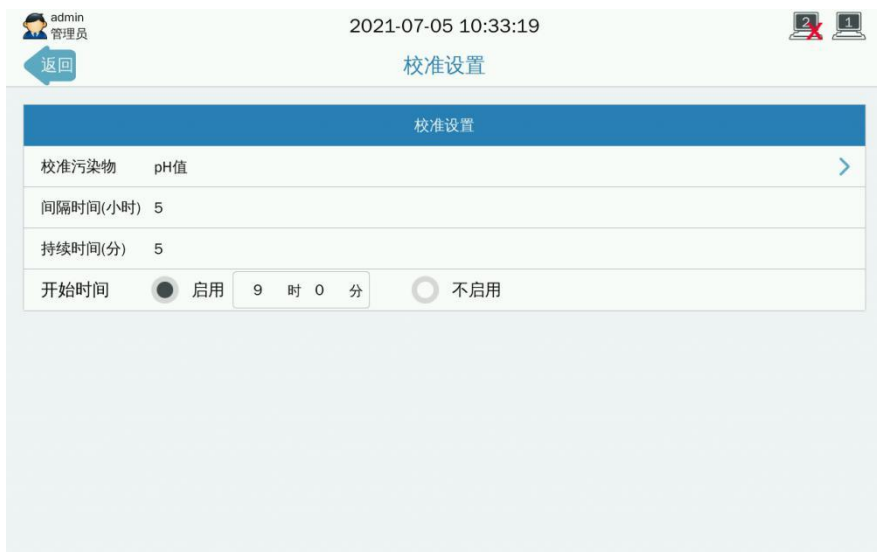 admin
管理员
2021-07-05 10:33:19
2
1
返回
校准设置
校准设置
校准污染物 pH值
间隔时间(小时) 5
持续时间(分) 5
开始时间 启用 9 时 0 分 不启用